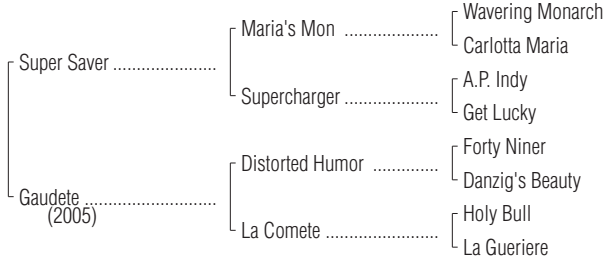 Wavering Monarch
Maria's Mon ....................
Carlotta Maria
Super Saver ......................
A.P. Indy
Supercharger ....................
Get Lucky
Forty Niner
Distorted Humor ..............
Danzig's Beauty
Gaudete ............................
(2005)
Holy Bull
La Comete ........................
La Gueriere